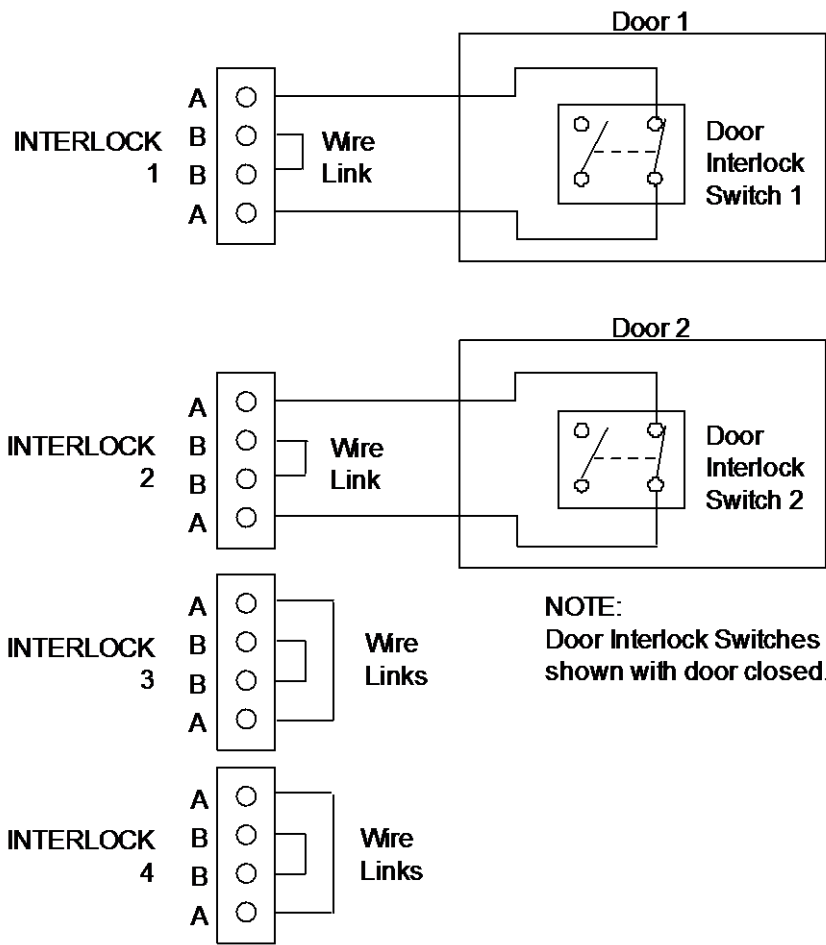 Door 1
INTERLOCK
1
A
B
B
A
Wire
Link
Door
Interlock
Switch 1
Door 2
INTERLOCK
2
A
B
B
A
Wire
Link
Door
Interlock
Switch 2
INTERLOCK
3
A
B
B
A
Wire
Links
NOTE:
Door Interlock Switches
shown with door closed.
INTERLOCK
4
A
B
B
A
Wire
Links